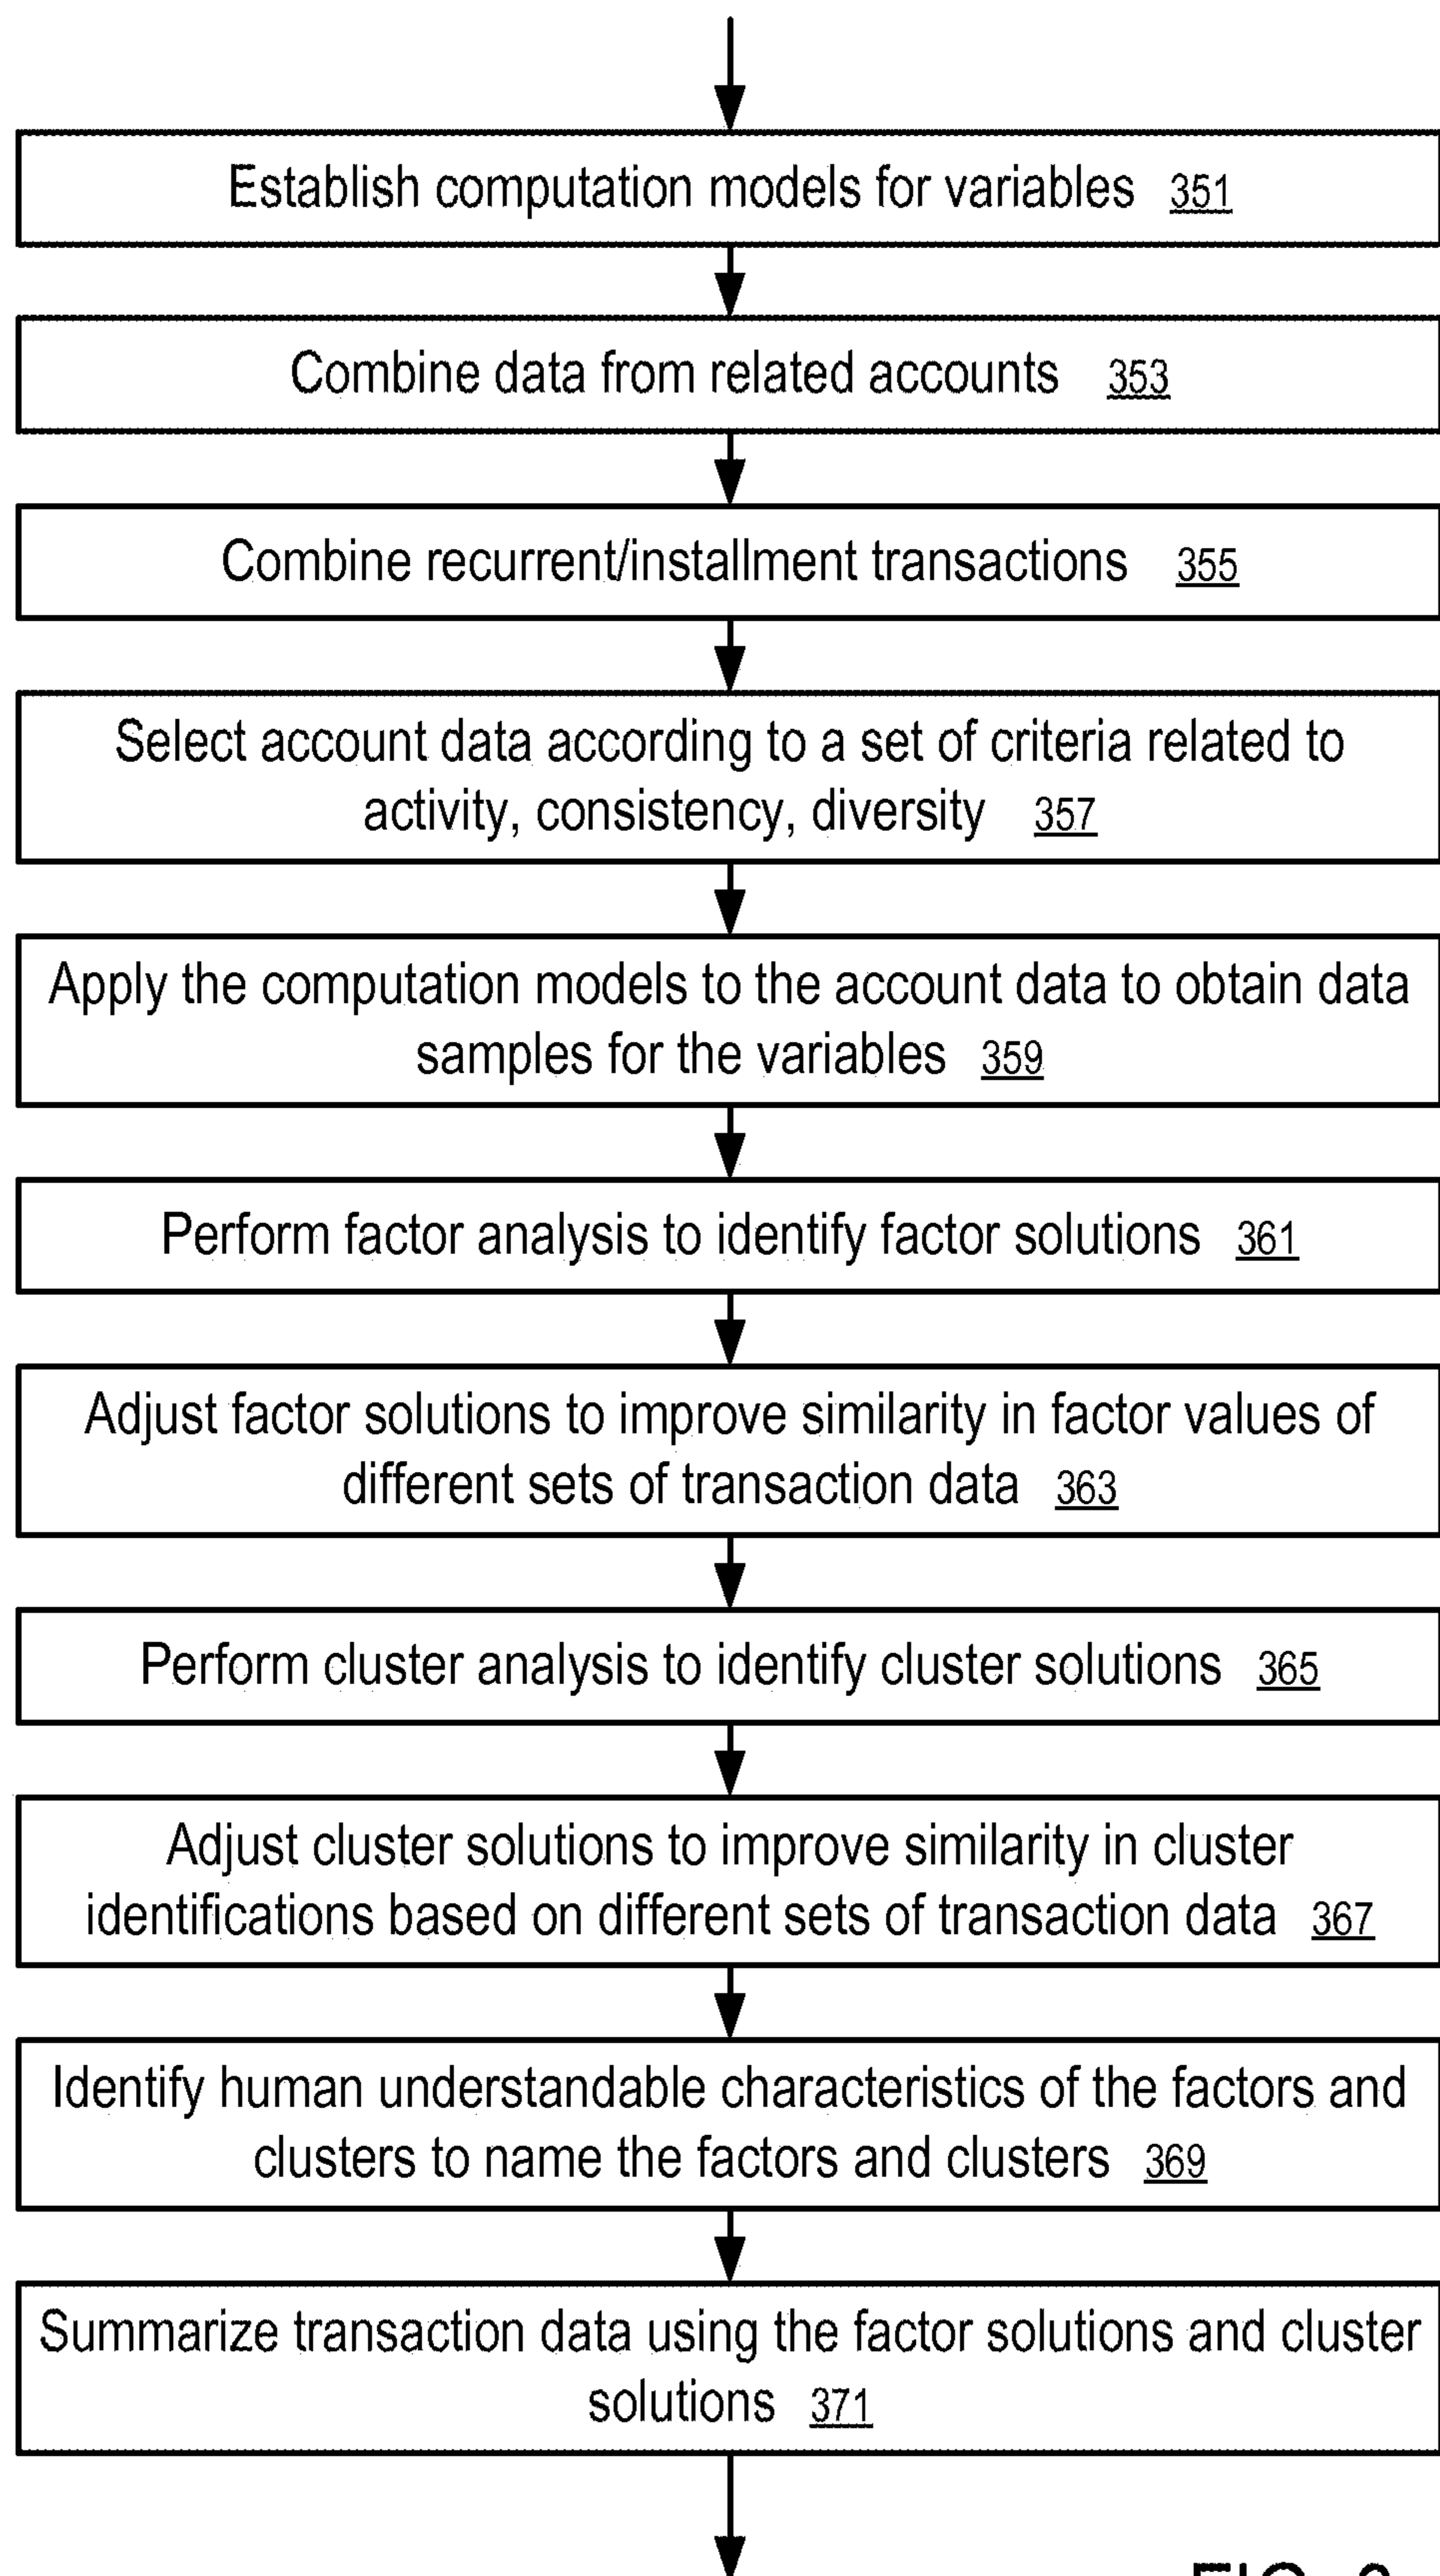 Establish computation models for variables 351
Combine data from related accounts 353
Combine recurrent/installment transactions 355
Select account data according to a set of criteria related to
activity, consistency, diversity 357
Apply the computation models to the account data to obtain data
samples for the variables 359
Perform factor analysis to identify factor solutions 361
Adjust factor solutions to improve similarity in factor values of
different sets of transaction data 363
Perform cluster analysis to identify cluster solutions 365
Adjust cluster solutions to improve similarity in cluster
identifications based on different sets of transaction data 367
Identify human understandable characteristics of the factors and
clusters to name the factors and clusters 369
Summarize transaction data using the factor solutions and cluster
solutions 371
FIG.